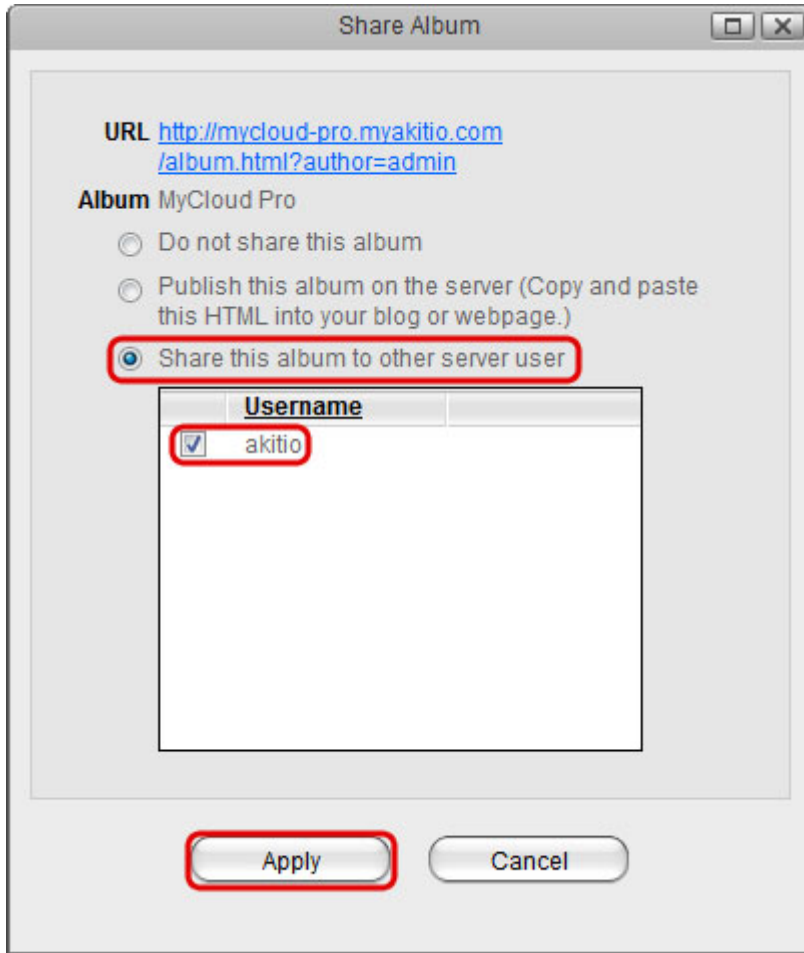 Share Album
URL http://mycloud-pro.myakitio.com
/album.html?author=admin
Album MyCloud Pro
Do not share this album
Publish this album on the server (Copy and paste
this HTML into your blog or webpage.)
Share this album to other server user
Username
akitio
Apply Cancel